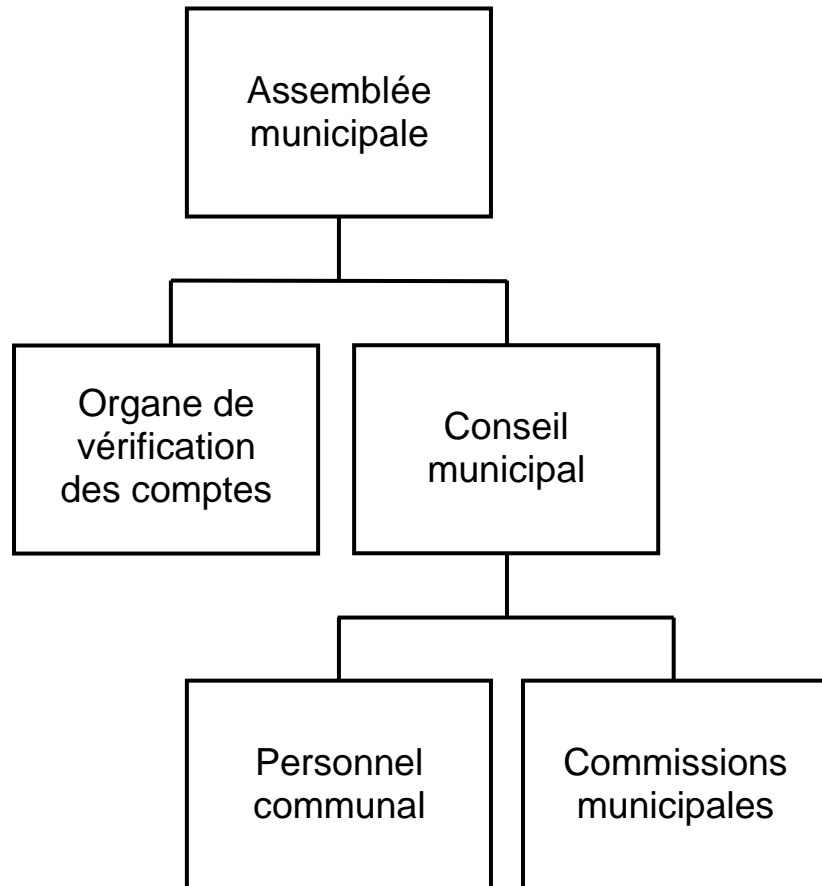 Assemblée
municipale
Organe de
vérification
des comptes
Conseil
municipal
Personnel
communal
Commissions
municipales